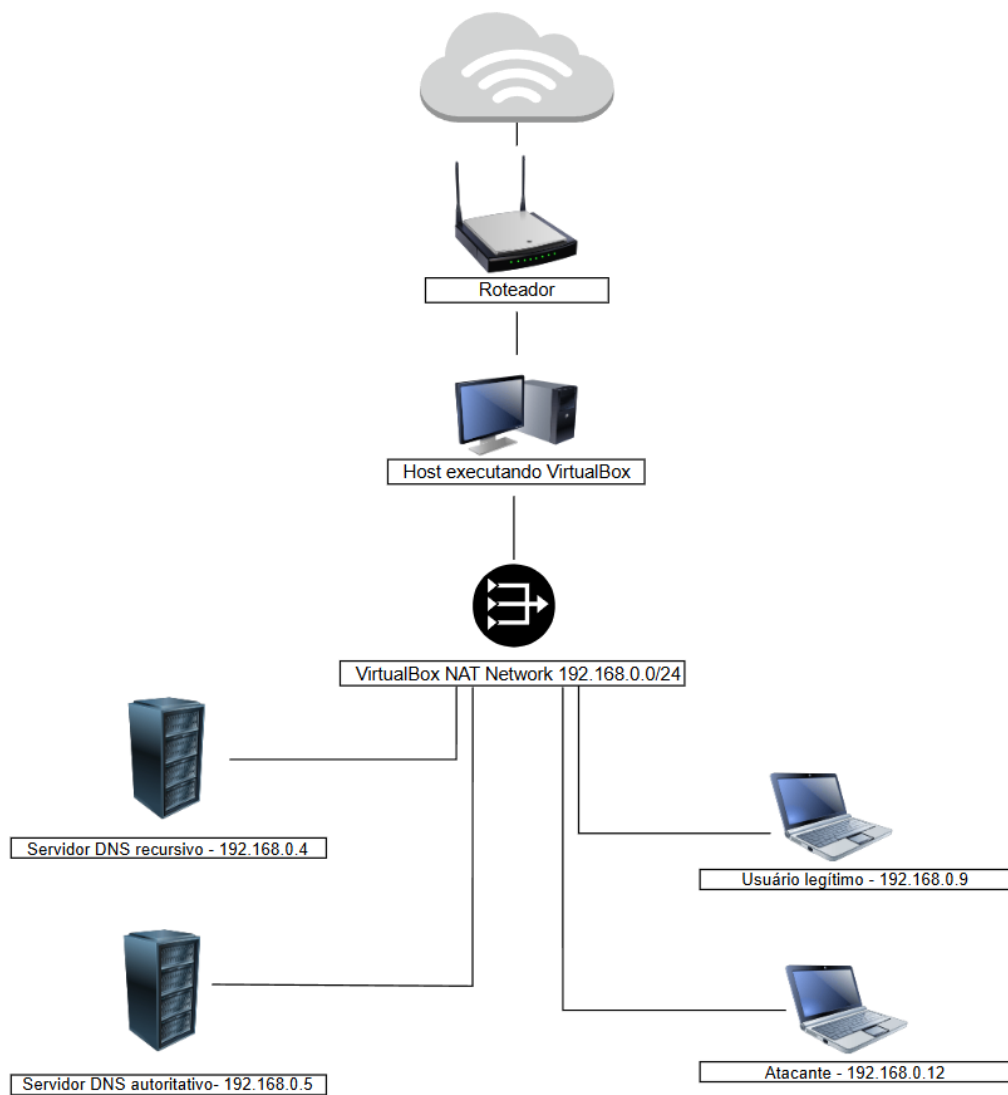 Roteador
Host executando VirtualBox
VirtualBox NAT Network 192.168.0.0/24
Servidor DNS recursivo - 192.168.0.4
Usuário legítimo - 192.168.0.9
Servidor DNS autoritativo- 192.168.0.5
Atacante - 192.168.0.12